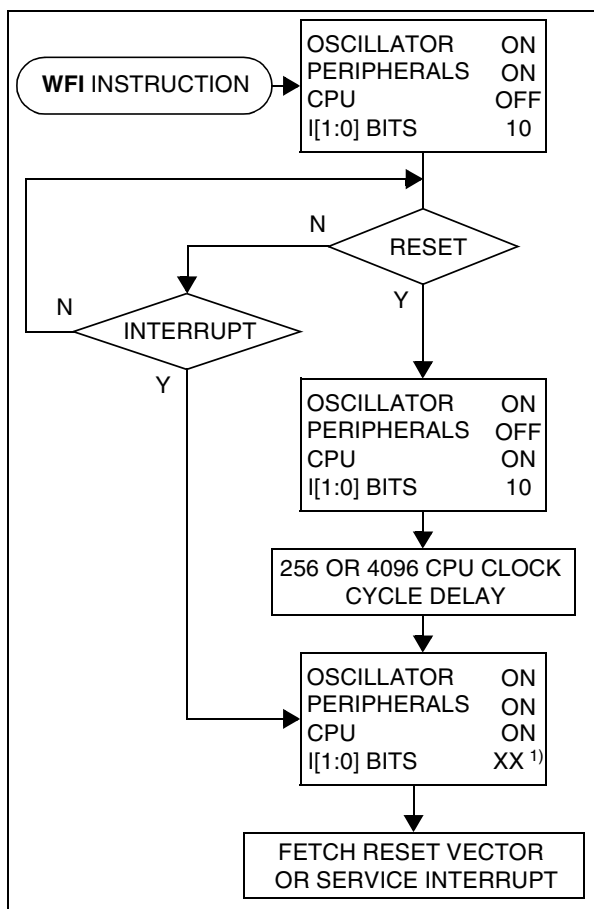 WFI INSTRUCTION
OSCILLATOR ON
PERIPHERALS ON
CPU OFF
I[1:0] BITS 10
N
RESET
Y
N
INTERRUPT
Y
OSCILLATOR ON
PERIPHERALS OFF
CPU ON
I[1:0] BITS 10
256 OR 4096 CPU CLOCK
CYCLE DELAY
OSCILLATOR ON
PERIPHERALS ON
CPU ON
I[1:0] BITS XX 1)
FETCH RESET VECTOR
OR SERVICE INTERRUPT